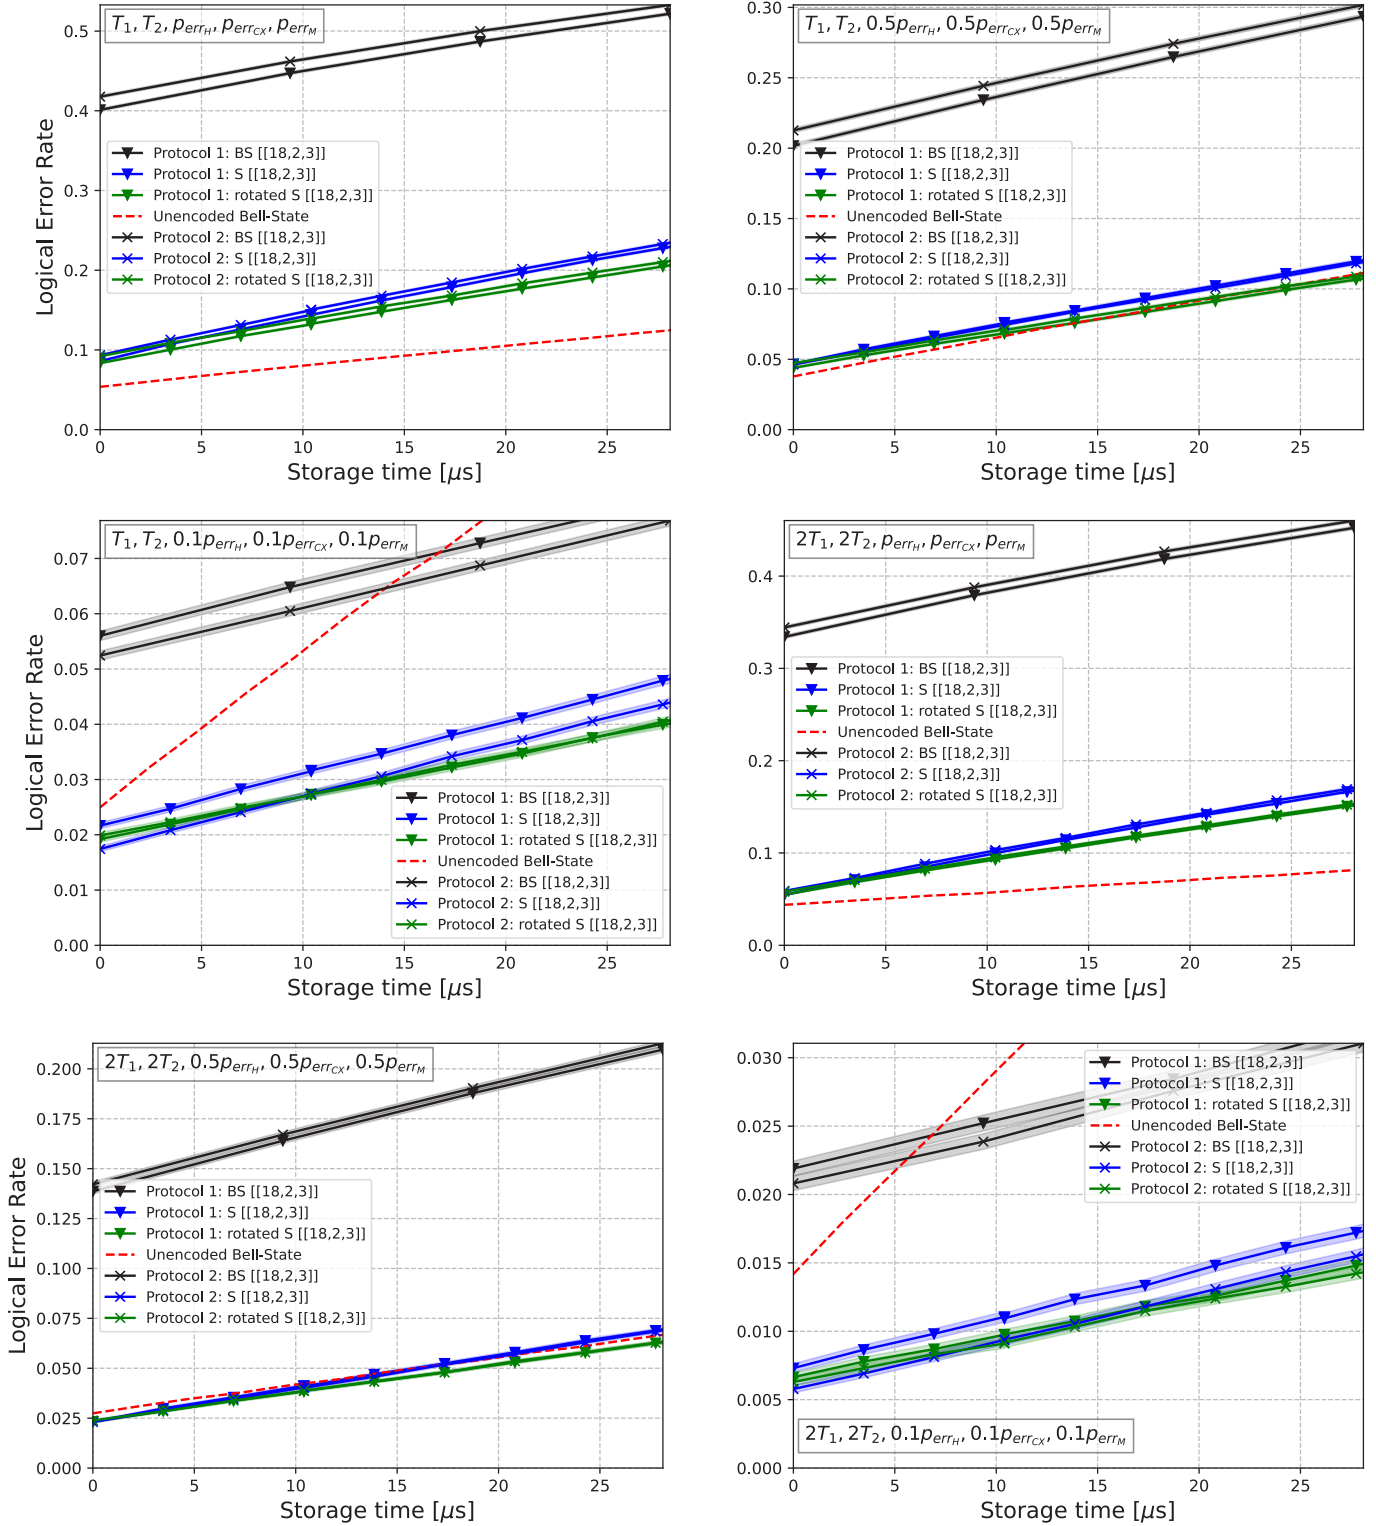 T₁, T₂, p_err_H, p_err_CX, p_err_M
0.5
0.4
0.3
0.2
0.1
0.0
Logical Error Rate
Protocol 1: BS [[18,2,3]]
Protocol 1: S [[18,2,3]]
Protocol 1: rotated S [[18,2,3]]
Unencoded Bell-State
Protocol 2: BS [[18,2,3]]
Protocol 2: S [[18,2,3]]
Protocol 2: rotated S [[18,2,3]]
0 5 10 15 20 25
Storage time [μs]
T₁, T₂, 0.5p_err_H, 0.5p_err_CX, 0.5p_err_M
0.30
0.25
0.20
0.15
0.10
0.05
0.00
Protocol 1: BS [[18,2,3]]
Protocol 1: S [[18,2,3]]
Protocol 1: rotated S [[18,2,3]]
Unencoded Bell-State
Protocol 2: BS [[18,2,3]]
Protocol 2: S [[18,2,3]]
Protocol 2: rotated S [[18,2,3]]
0 5 10 15 20 25
Storage time [μs]
T₁, T₂, 0.1p_err_H, 0.1p_err_CX, 0.1p_err_M
0.07
0.06
0.05
0.04
0.03
0.02
0.01
0.00
Logical Error Rate
Protocol 1: BS [[18,2,3]]
Protocol 1: S [[18,2,3]]
Protocol 1: rotated S [[18,2,3]]
Unencoded Bell-State
Protocol 2: BS [[18,2,3]]
Protocol 2: S [[18,2,3]]
Protocol 2: rotated S [[18,2,3]]
0 5 10 15 20 25
Storage time [μs]
2T₁, 2T₂, p_err_H, p_err_CX, p_err_M
0.4
0.3
0.2
0.1
0.0
Protocol 1: BS [[18,2,3]]
Protocol 1: S [[18,2,3]]
Protocol 1: rotated S [[18,2,3]]
Unencoded Bell-State
Protocol 2: BS [[18,2,3]]
Protocol 2: S [[18,2,3]]
Protocol 2: rotated S [[18,2,3]]
0 5 10 15 20 25
Storage time [μs]
2T₁, 2T₂, 0.5p_err_H, 0.5p_err_CX, 0.5p_err_M
0.200
0.175
0.150
0.125
0.100
0.075
0.050
0.025
0.000
Logical Error Rate
Protocol 1: BS [[18,2,3]]
Protocol 1: S [[18,2,3]]
Protocol 1: rotated S [[18,2,3]]
Unencoded Bell-State
Protocol 2: BS [[18,2,3]]
Protocol 2: S [[18,2,3]]
Protocol 2: rotated S [[18,2,3]]
0 5 10 15 20 25
Storage time [μs]
0.030
0.025
0.020
0.015
0.010
0.005
0.000
Protocol 1: BS [[18,2,3]]
Protocol 1: S [[18,2,3]]
Protocol 1: rotated S [[18,2,3]]
Unencoded Bell-State
Protocol 2: BS [[18,2,3]]
Protocol 2: S [[18,2,3]]
Protocol 2: rotated S [[18,2,3]]
2T₁, 2T₂, 0.1p_err_H, 0.1p_err_CX, 0.1p_err_M
0 5 10 15 20 25
Storage time [μs]